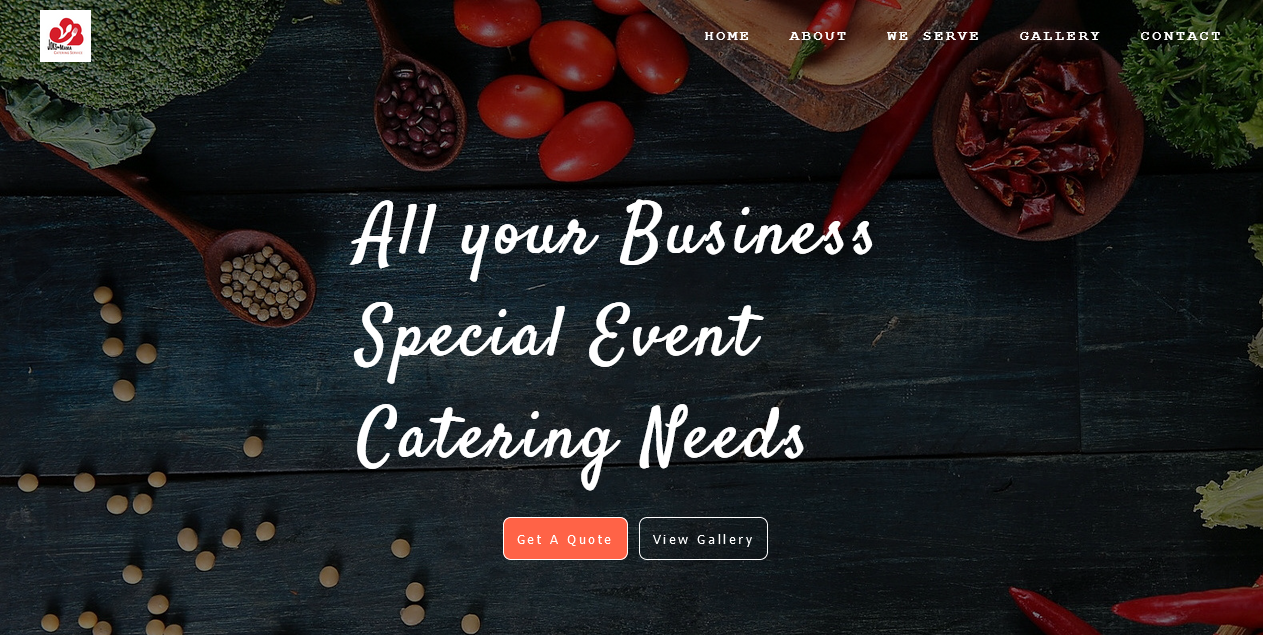 HOME ABOUT WE SERVE GALLERY CONTACT
All your Business
Special Event
Catering Needs
Get A Quote View Gallery